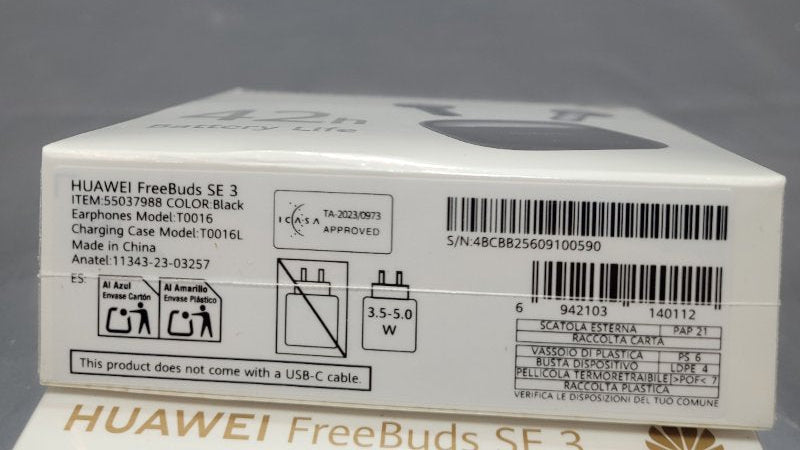 42h
Battery Life
HUAWEI FreeBuds SE 3
ITEM:55037988 COLOR:Black
Earphones Model:T0016
Charging Case Model:T0016L
Made in China
Anatel:11343-23-03257
ES:
Al Azul
Envase Cartón
Al Amarillo
Envase Plástico
This product does not come with a USB-C cable.
ICASA
TA-2023/0973
APPROVED
3.5-5.0
W
S/N:4BCBB25609100590
6 942103 140112
SCATOLA ESTERNA PAP 21
RACCOLTA CARTA
VASSOIO DI PLASTICA PS 6
BUSTA DISPOSITIVO LDPE 4
PELLICOLA TERMORETRAIBILE >POF< 7
RACCOLTA PLASTICA
VERIFICA LE DISPOSIZIONI DEL TUO COMUNE
HUAWEI FreeBuds SE 3